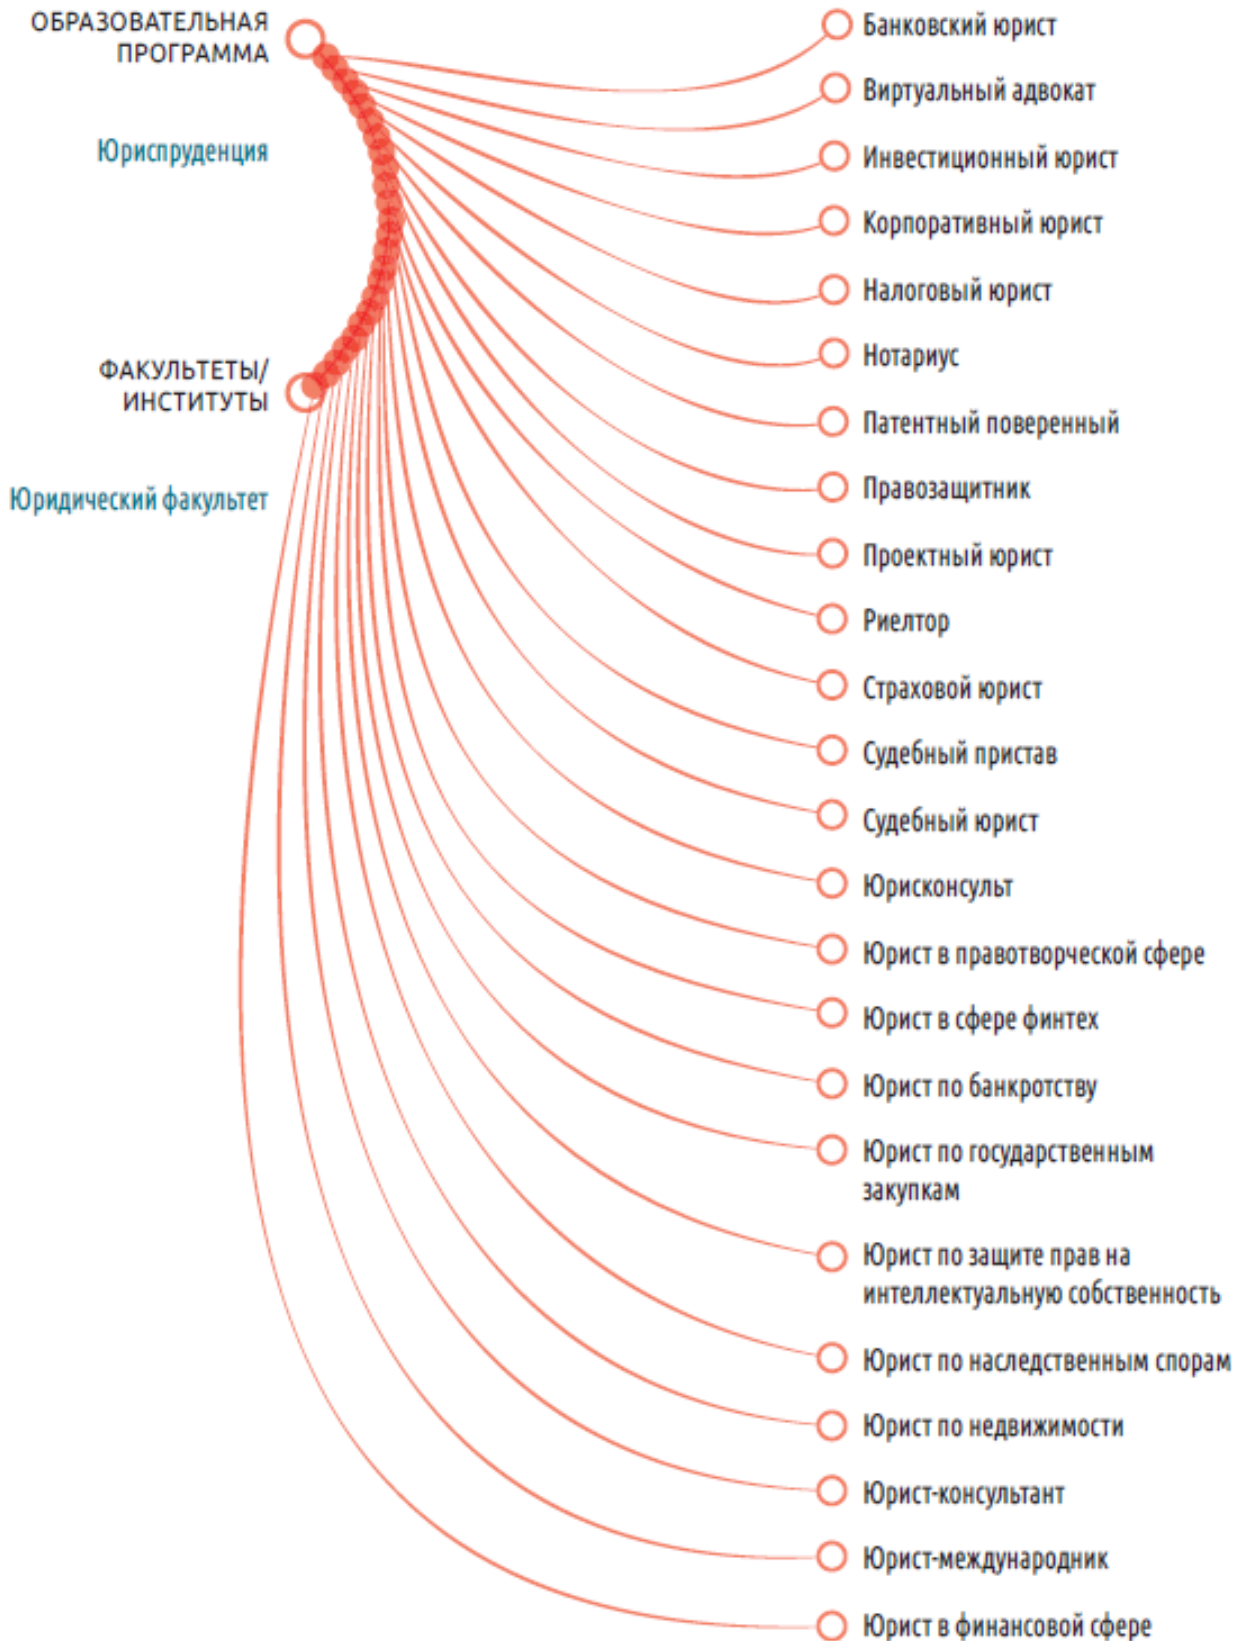 ОБРАЗОВАТЕЛЬНАЯ
ПРОГРАММА
Юриспруденция
ФАКУЛЬТЕТЫ/
ИНСТИТУТЫ
Юридический факультет
Банковский юрист
Виртуальный адвокат
Инвестиционный юрист
Корпоративный юрист
Налоговый юрист
Нотариус
Патентный поверенный
Правозащитник
Проектный юрист
Риелтор
Страховой юрист
Судебный пристав
Судебный юрист
Юрисконсульт
Юрист в правотворческой сфере
Юрист в сфере финтех
Юрист по банкротству
Юрист по государственным
закупкам
Юрист по защите прав на
интеллектуальную собственность
Юрист по наследственным спорам
Юрист по недвижимости
Юрист-консультант
Юрист-международник
Юрист в финансовой сфере